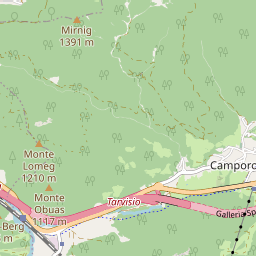 Mirnig
1391 m
Camporo
Monte
Lomeg
1210 m
Monte
Obuas
1117 m
Tarvisio
Galleria Sp
Berg
m